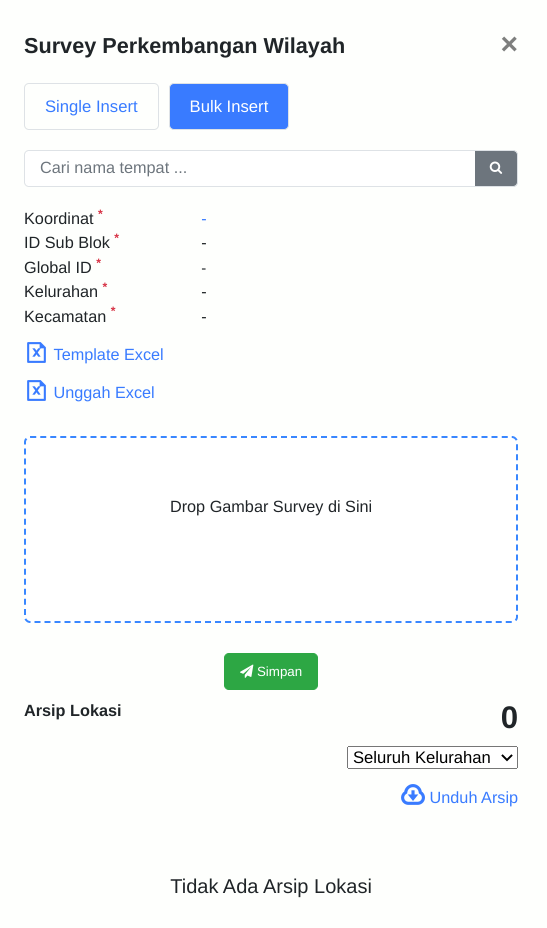 Survey Perkembangan Wilayah ×
Single Insert Bulk Insert
Cari nama tempat ...
Koordinat * -
ID Sub Blok * -
Global ID * -
Kelurahan * -
Kecamatan * -
Template Excel
Unggah Excel
Drop Gambar Survey di Sini
Simpan
Arsip Lokasi 0
Seluruh Kelurahan
Unduh Arsip
Tidak Ada Arsip Lokasi